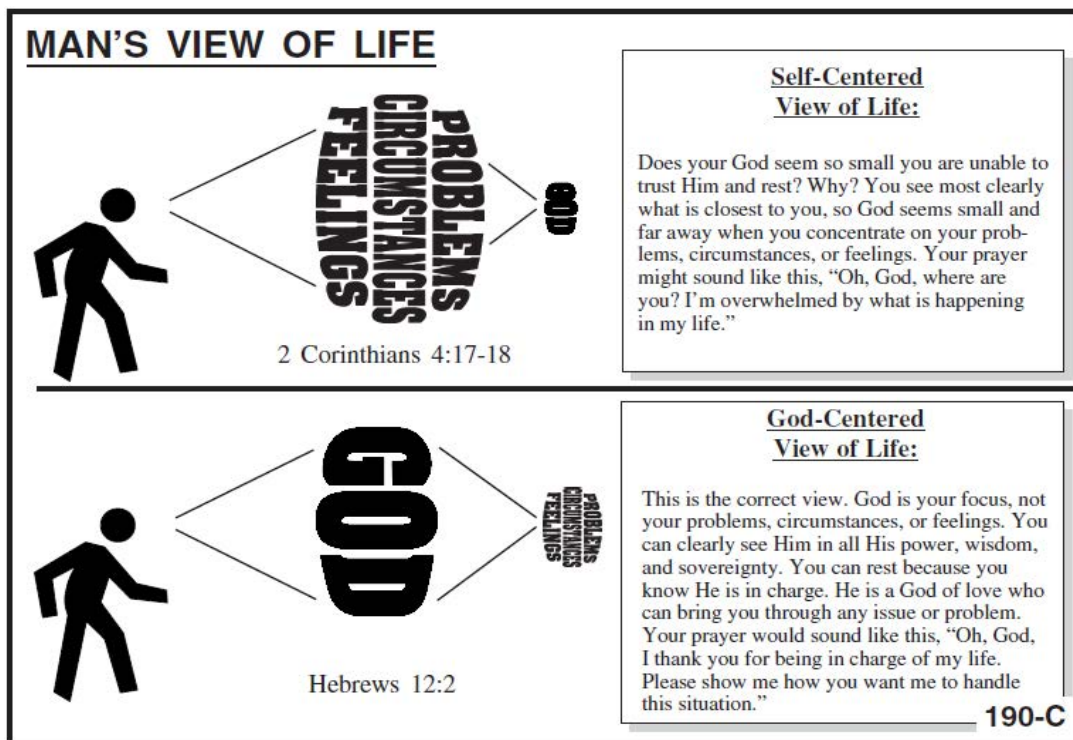 MAN'S VIEW OF LIFE
FEELINGS
CIRCUMSTANCES
PROBLEMS
GOD
2 Corinthians 4:17-18
Self-Centered
View of Life:
Does your God seem so small you are unable to
trust Him and rest? Why? You see most clearly
what is closest to you, so God seems small and
far away when you concentrate on your prob-
lems, circumstances, or feelings. Your prayer
might sound like this, “Oh, God, where are
you? I’m overwhelmed by what is happening
in my life.”
GOD
FEELINGS
CIRCUMSTANCES
PROBLEMS
Hebrews 12:2
God-Centered
View of Life:
This is the correct view. God is your focus, not
your problems, circumstances, or feelings. You
can clearly see Him in all His power, wisdom,
and sovereignty. You can rest because you
know He is in charge. He is a God of love who
can bring you through any issue or problem.
Your prayer would sound like this, “Oh, God,
I thank you for being in charge of my life.
Please show me how you want me to handle
this situation.”
190-C